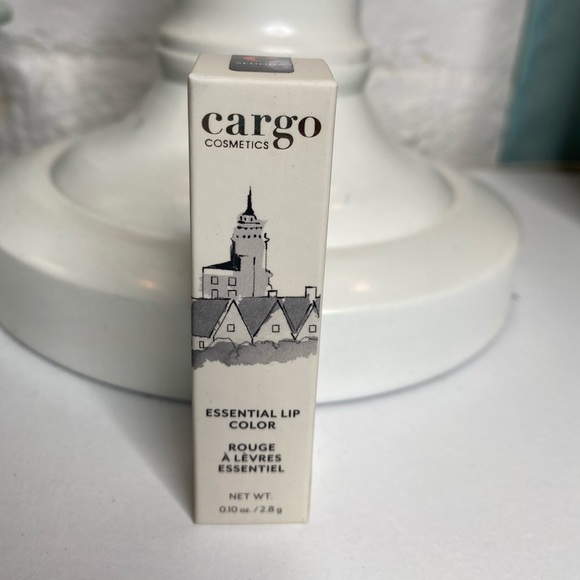 cargo
COSMETICS
ESSENTIAL LIP
COLOR
ROUGE
À LÈVRES
ESSENTIEL
NET WT.
0.10 oz. / 2.8 g